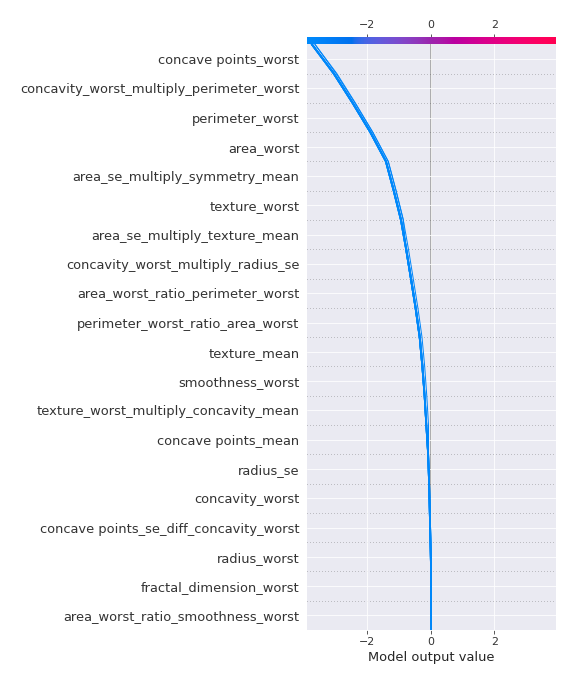 −2 0 2
concave points_worst
concavity_worst_multiply_perimeter_worst
perimeter_worst
area_worst
area_se_multiply_symmetry_mean
texture_worst
area_se_multiply_texture_mean
concavity_worst_multiply_radius_se
area_worst_ratio_perimeter_worst
perimeter_worst_ratio_area_worst
texture_mean
smoothness_worst
texture_worst_multiply_concavity_mean
concave points_mean
radius_se
concavity_worst
concave points_se_diff_concavity_worst
radius_worst
fractal_dimension_worst
area_worst_ratio_smoothness_worst
−2 0 2
Model output value